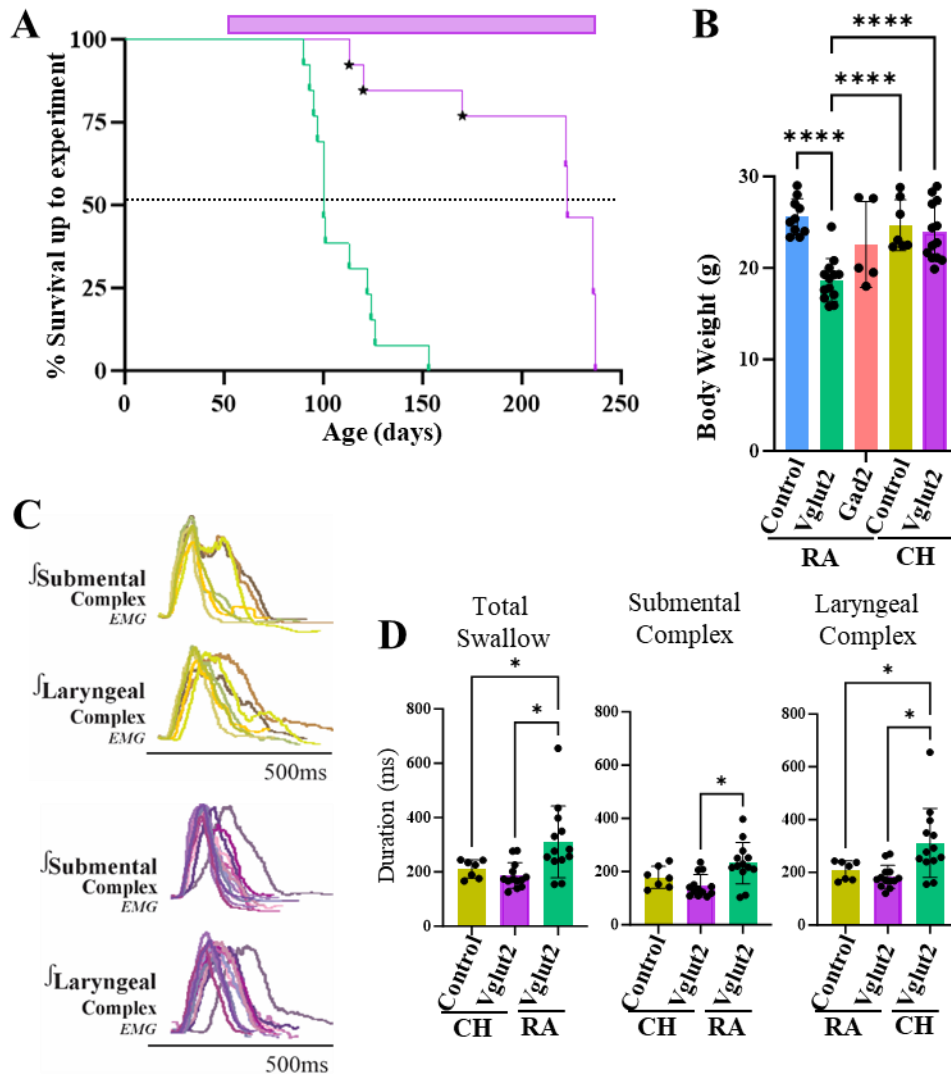 A
% Survival up to experiment
100
75
50
25
0
0 50 100 150 200 250
Age (days)
B
****
****
****
Body Weight (g)
30
20
10
0
Control Vglut2 Gad2 Control Vglut2
RA CH
C
∫Submental
Complex
EMG
∫Laryngeal
Complex
EMG
500ms
∫Submental
Complex
EMG
∫Laryngeal
Complex
EMG
500ms
D
Total
Swallow
*
*
Duration (ms)
800
600
400
200
0
Control Vglut2 Vglut2
CH RA
Submental
Complex
*
800
600
400
200
0
Control Vglut2 Vglut2
CH RA
Laryngeal
Complex
*
*
800
600
400
200
0
Control Vglut2 Vglut2
RA CH